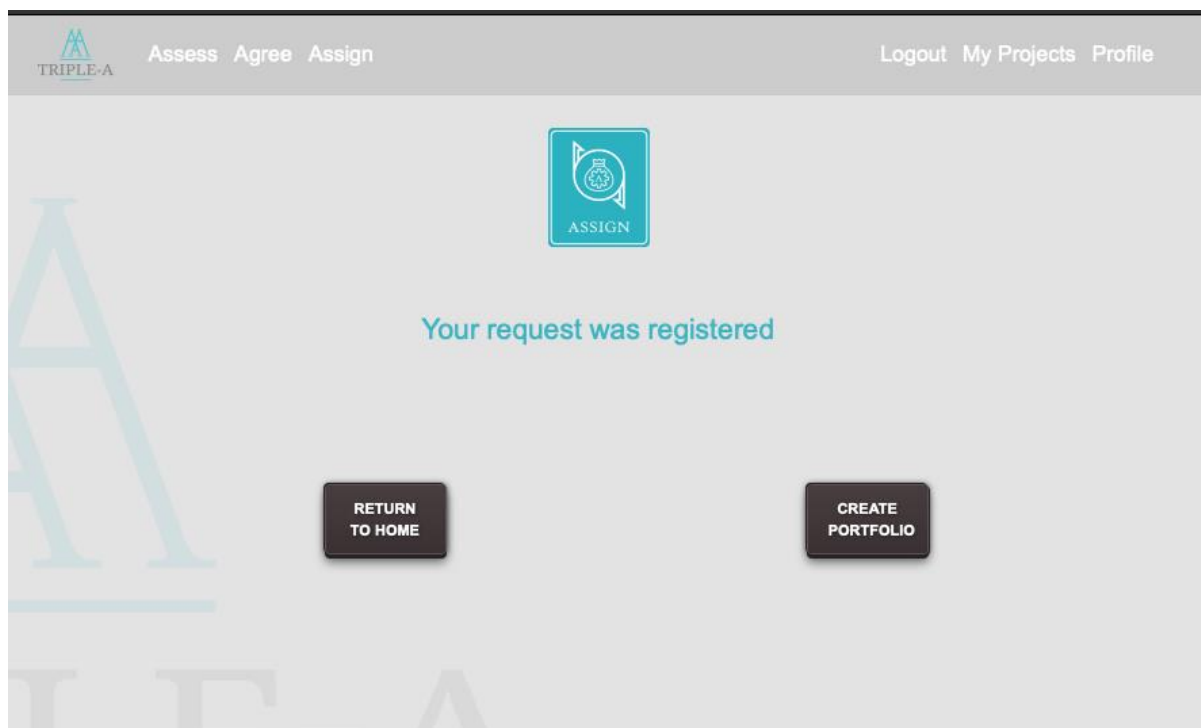 TRIPLE-A
Assess Agree Assign
Logout My Projects Profile
ASSIGN
Your request was registered
RETURN
TO HOME
CREATE
PORTFOLIO